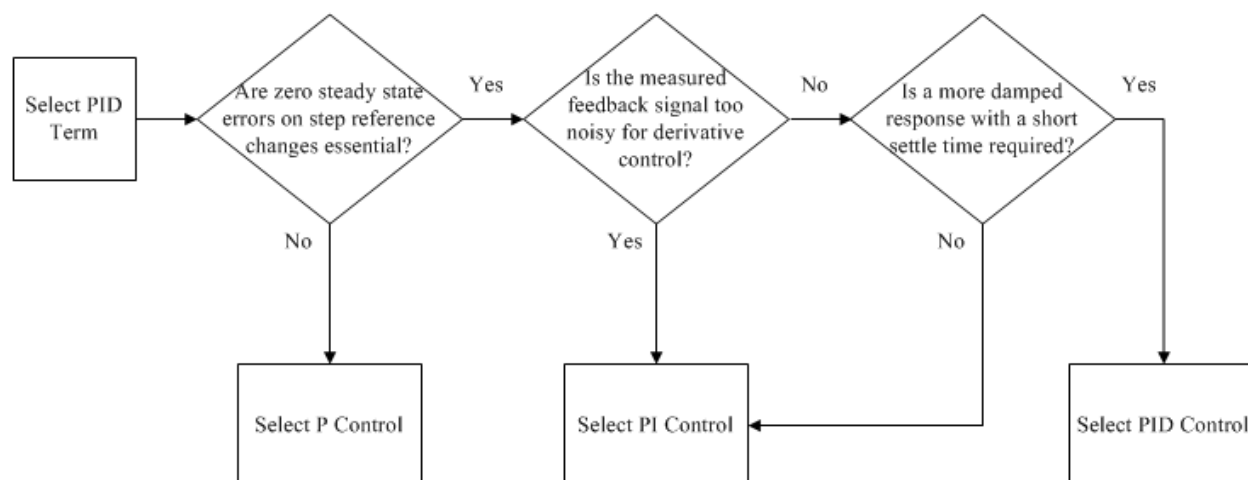 Select PID
Term
Are zero steady state
errors on step reference
changes essential?
Yes
No
Is the measured
feedback signal too
noisy for derivative
control?
No
Yes
Is a more damped
response with a short
settle time required?
Yes
No
Select P Control
Select PI Control
Select PID Control